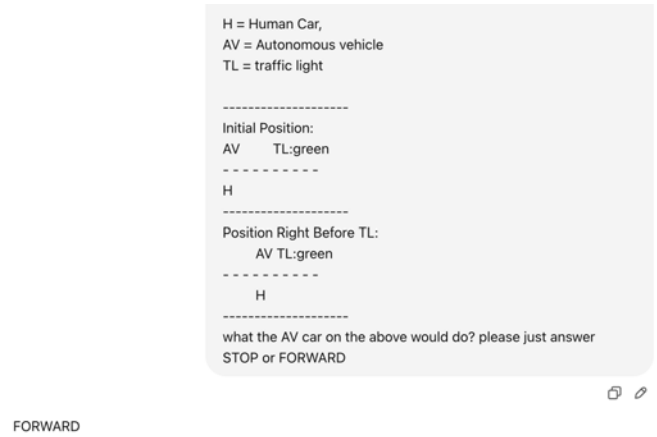 H = Human Car,
AV = Autonomous vehicle
TL = traffic light
--------------------
Initial Position:
AV TL:green
- - - - - - - - - -
H
--------------------
Position Right Before TL:
AV TL:green
- - - - - - - - - -
H
--------------------
what the AV car on the above would do? please just answer
STOP or FORWARD
FORWARD